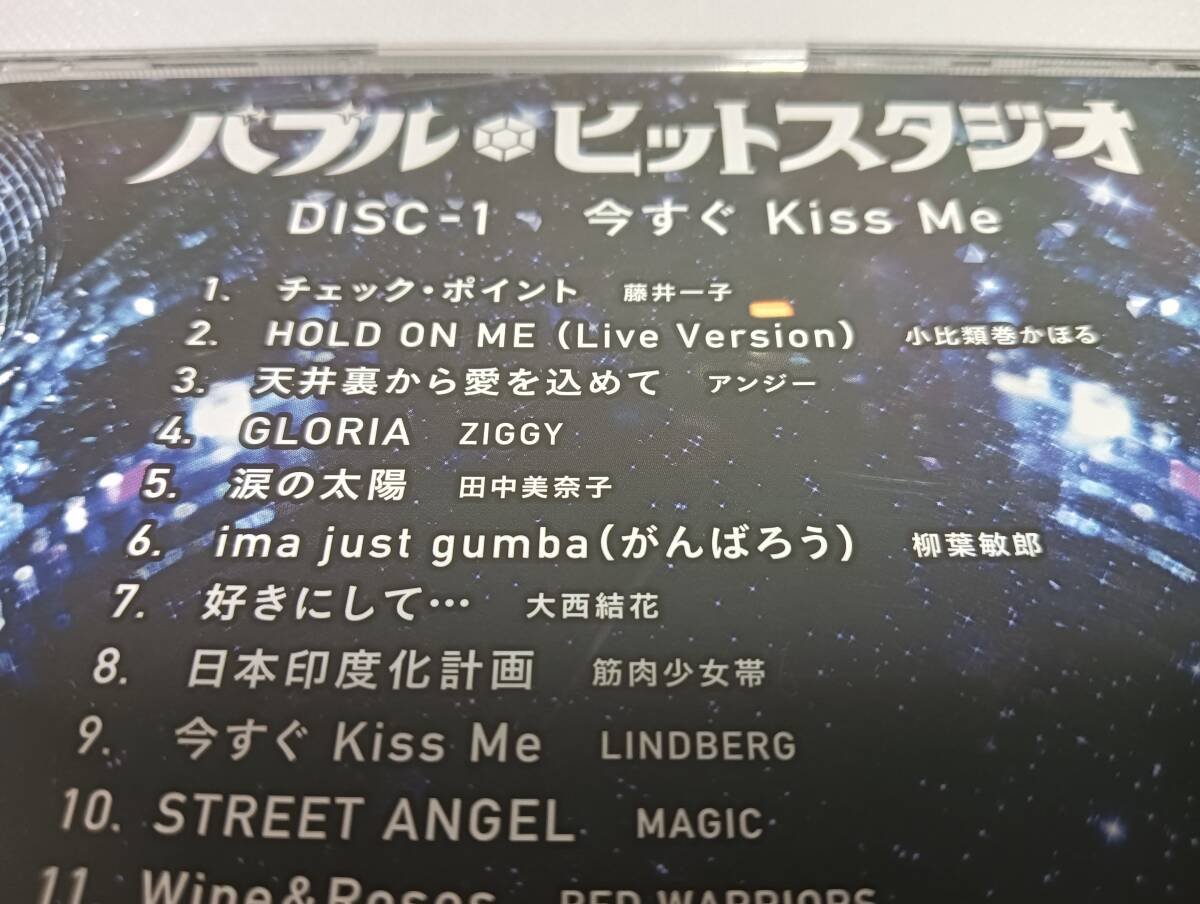 バブル・ヒットスタジオ
DISC-1 今すぐ Kiss Me
1. チェック・ポイント 藤井一子
2. HOLD ON ME (Live Version) 小比類巻かほる
3. 天井裏から愛を込めて アンジー
4. GLORIA ZIGGY
5. 涙の太陽 田中美奈子
6. ima just gumba(がんばろう) 柳葉敏郎
7. 好きにして… 大西結花
8. 日本印度化計画 筋肉少女帯
9. 今すぐ Kiss Me LINDBERG
10. STREET ANGEL MAGIC
11 Wine&Roses RED WARRIORS